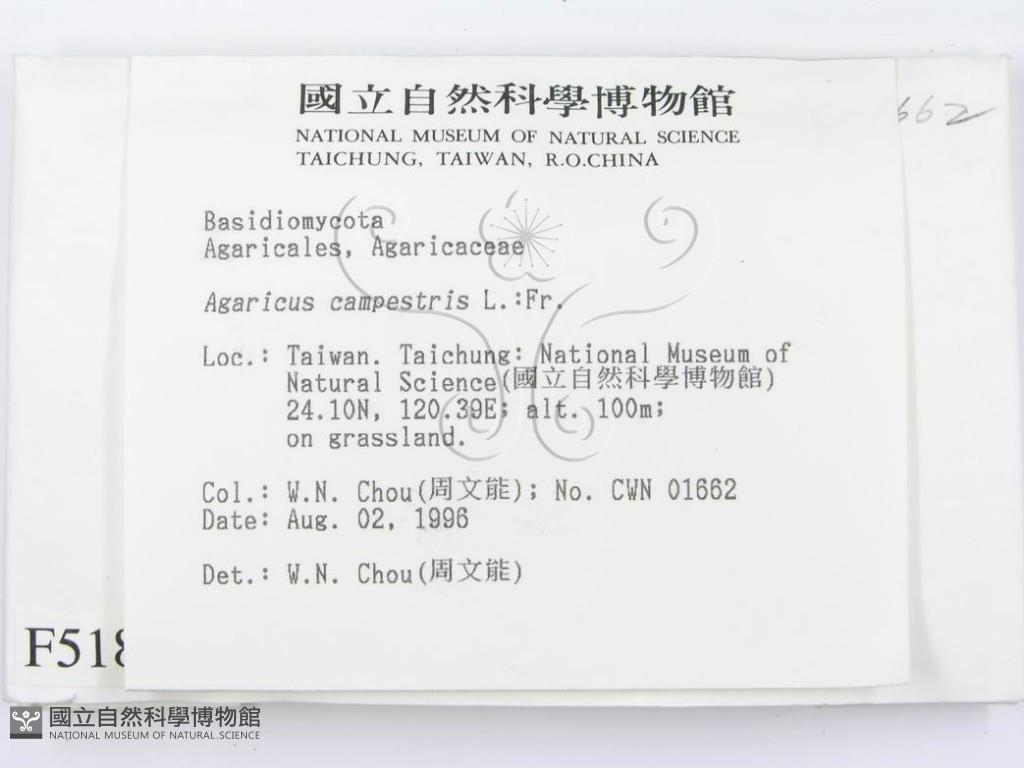 國立自然科學博物館
NATIONAL MUSEUM OF NATURAL SCIENCE
TAICHUNG, TAIWAN, R.O.CHINA
662
Basidiomycota
Agaricales, Agaricaceae
Agaricus campestris L.:Fr.
Loc.: Taiwan. Taichung: National Museum of
Natural Science(國立自然科學博物館)
24.10N, 120.39E; alt. 100m;
on grassland.
Col.: W.N. Chou(周文能); No. CWN 01662
Date: Aug. 02, 1996
Det.: W.N. Chou(周文能)
F518
國立自然科學博物館
NATIONAL MUSEUM OF NATURAL SCIENCE